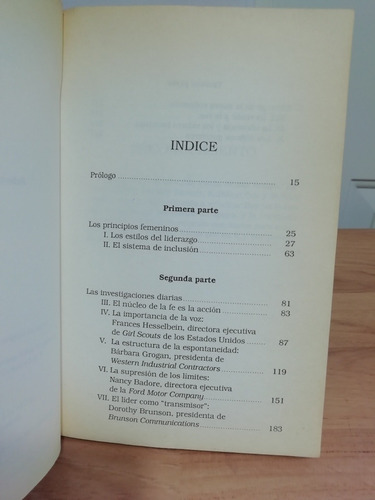 INDICE
Prólogo 15
Primera parte
Los principios femeninos 25
I. Los estilos del liderazgo 27
II. El sistema de inclusión 63
Segunda parte
Las investigaciones diarias 81
III. El núcleo de la fe es la acción 83
IV. La importancia de la voz:
Frances Hesselbein, directora ejecutiva
de Girl Scouts de los Estados Unidos 87
V. La estructura de la espontaneidad:
Bárbara Grogan, presidenta de
Western Industrial Contractors 119
VI. La supresión de los límites:
Nancy Badore, directora ejecutiva
de la Ford Motor Company 151
VII. El líder como "transmisor":
Dorothy Brunson, presidenta de
Brunson Communications 183